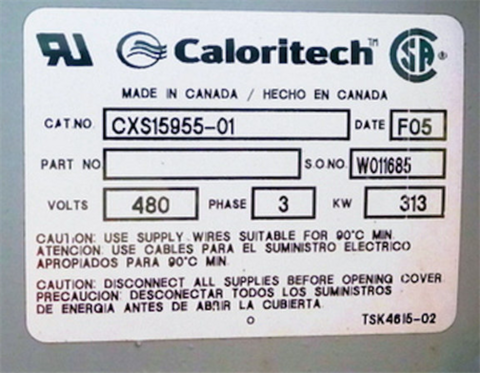 RU Caloritech™ CSA®
MADE IN CANADA / HECHO EN CANADA
CAT.NO. CXS15955-01 DATE F05
PART NO. S.O.NO. W011685
VOLTS 480 PHASE 3 KW 313
CAUTION: USE SUPPLY WIRES SUITABLE FOR 90°C MIN.
ATENCION: USE CABLES PARA EL SUMINISTRO ELECTRICO
APROPIADOS PARA 90°C MIN.
CAUTION: DISCONNECT ALL SUPPLIES BEFORE OPENING COVER
PRECAUCION: DESCONECTAR TODOS LOS SUMINISTROS
DE ENERGIA ANTES DE ABRIR LA CUBIERTA.
TSK4615-02